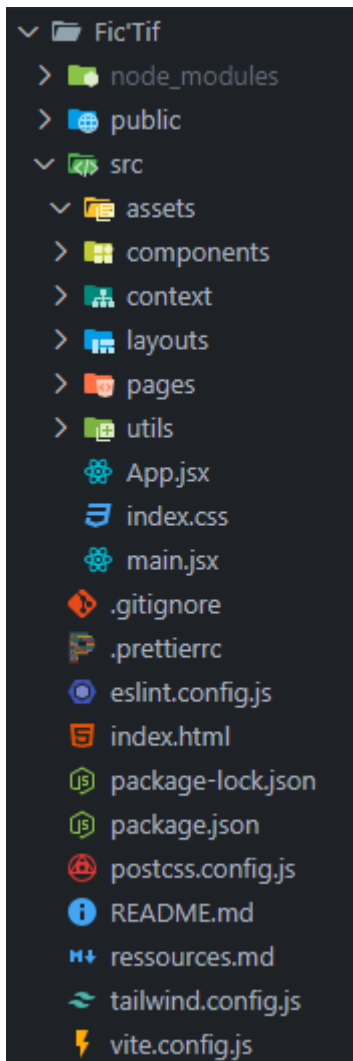 Fic'Tif
node_modules
public
src
assets
components
context
layouts
pages
utils
App.jsx
index.css
main.jsx
.gitignore
.prettierrc
eslint.config.js
index.html
package-lock.json
package.json
postcss.config.js
README.md
ressources.md
tailwind.config.js
vite.config.js